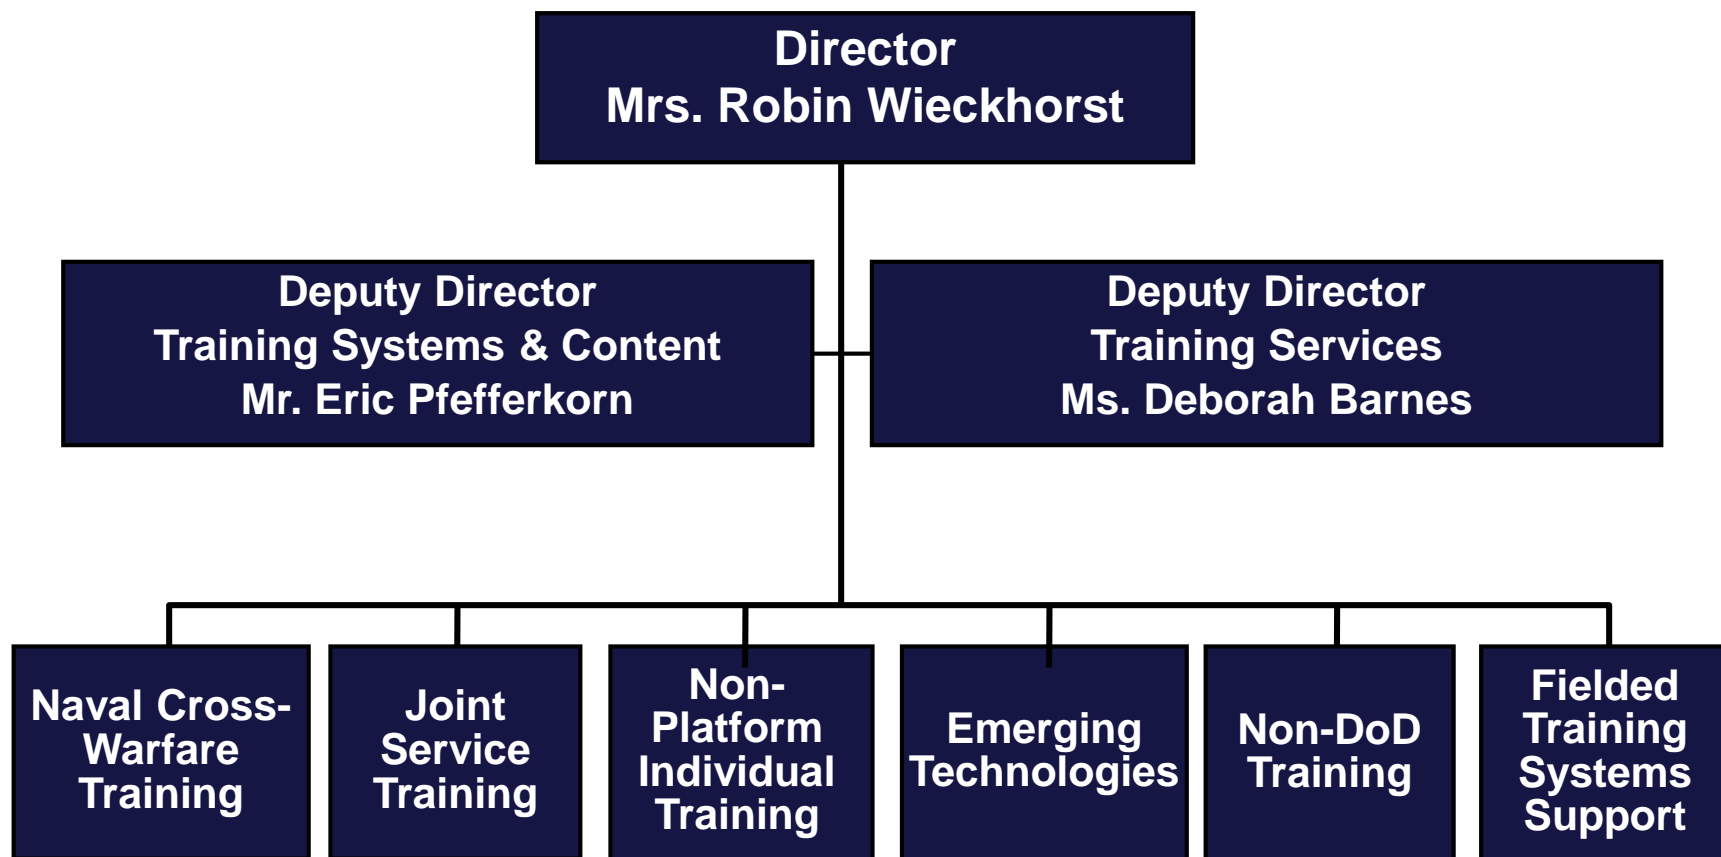 Director
Mrs. Robin Wieckhorst
Deputy Director
Training Systems & Content
Mr. Eric Pfefferkorn
Deputy Director
Training Services
Ms. Deborah Barnes
Naval Cross-
Warfare
Training
Joint
Service
Training
Non-
Platform
Individual
Training
Emerging
Technologies
Non-DoD
Training
Fielded
Training
Systems
Support